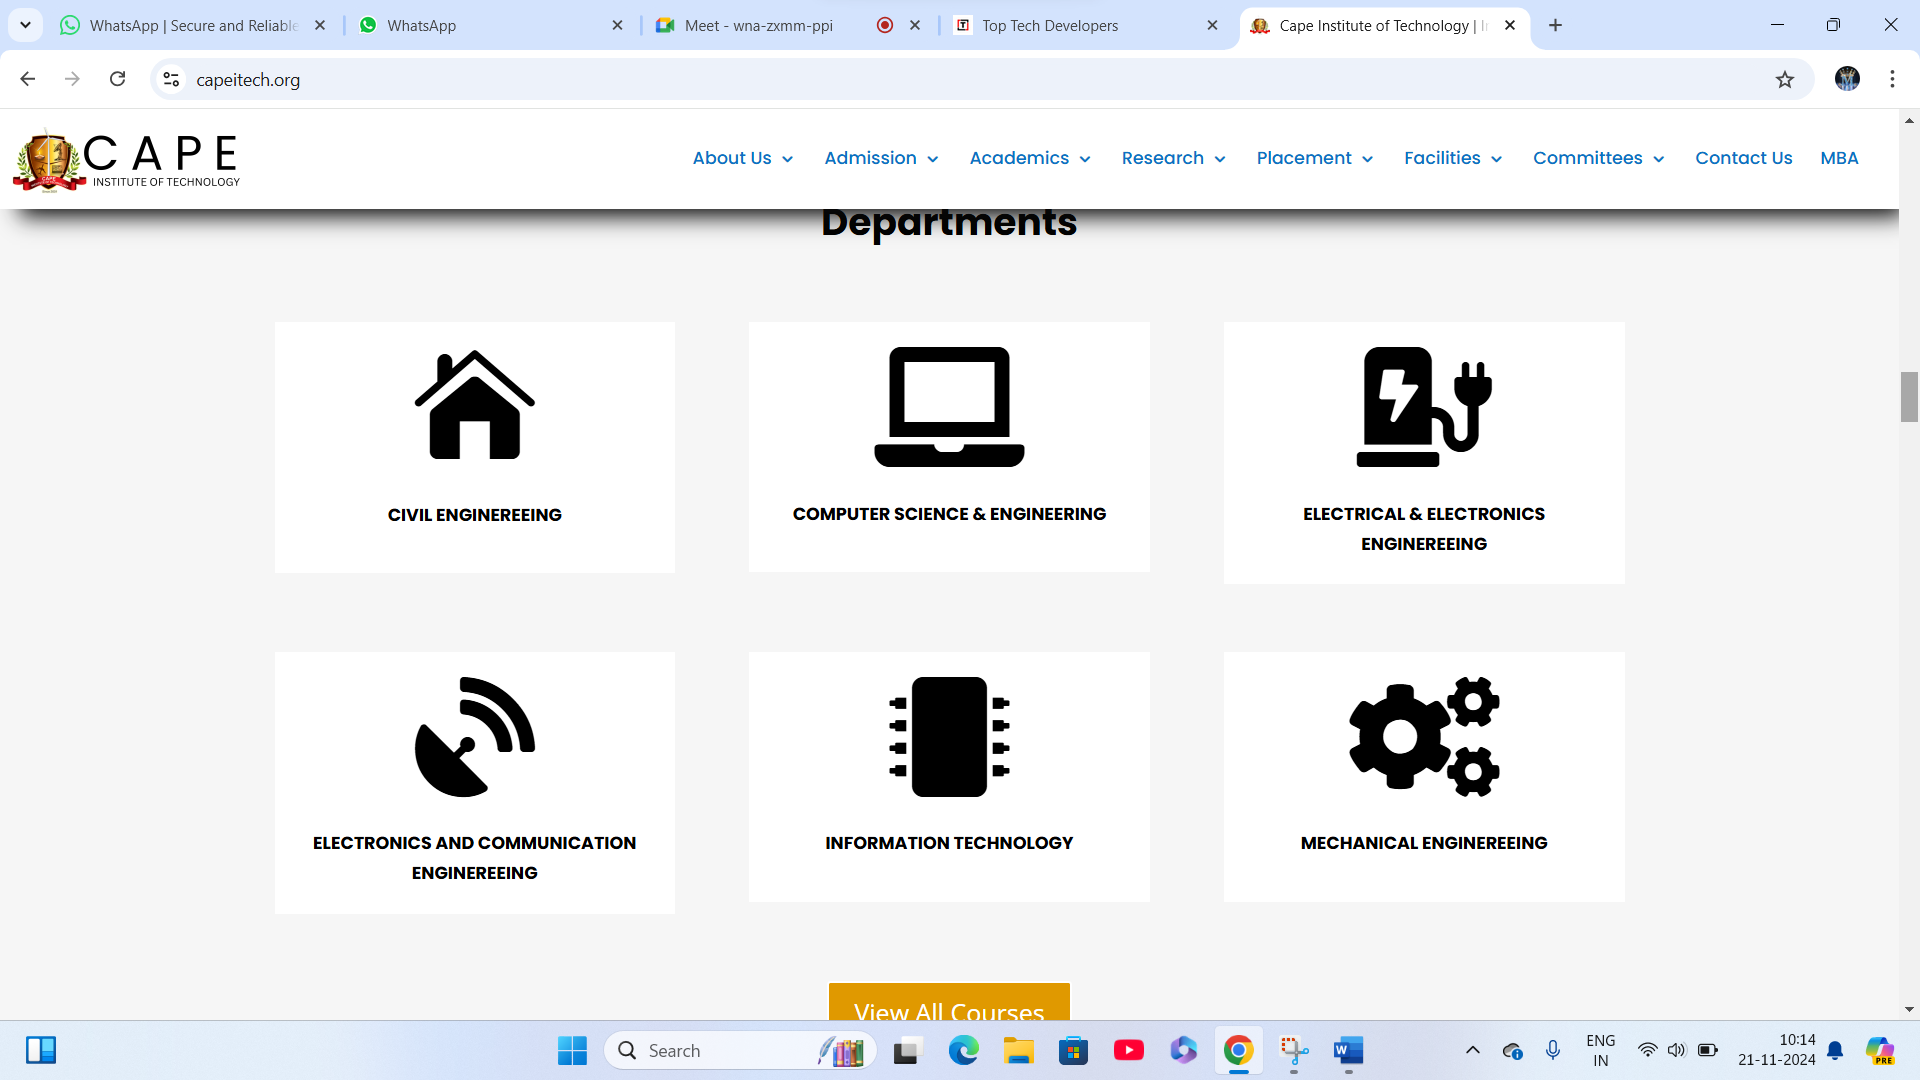 WhatsApp | Secure and Reliable
WhatsApp
Meet - wna-zxmm-ppi
Top Tech Developers
Cape Institute of Technology | I
capeitech.org
CAPE
INSTITUTE OF TECHNOLOGY
About Us
Admission
Academics
Research
Placement
Facilities
Committees
Contact Us
MBA
Departments
CIVIL ENGINEREEING
COMPUTER SCIENCE & ENGINEERING
ELECTRICAL & ELECTRONICS
ENGINEREEING
ELECTRONICS AND COMMUNICATION
ENGINEREEING
INFORMATION TECHNOLOGY
MECHANICAL ENGINEREEING
View All Courses
Search
ENG
IN
10:14
21-11-2024
PRE